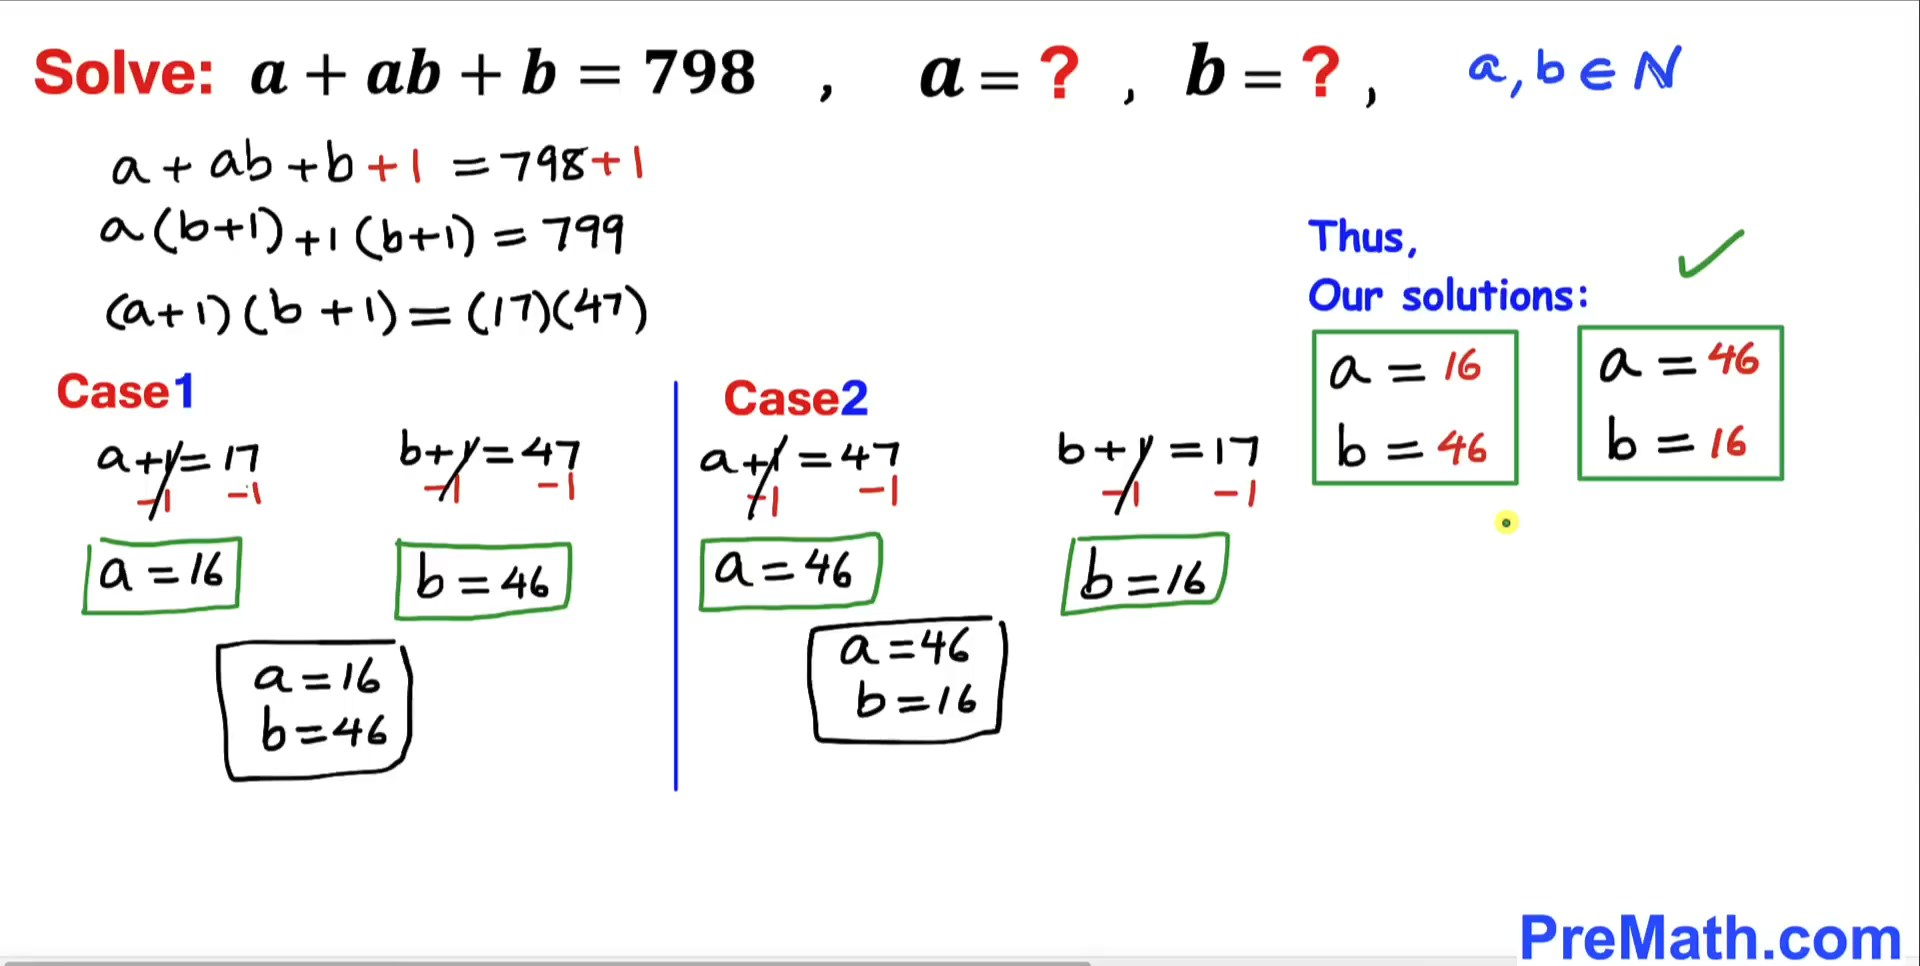 Solve: a + ab + b = 798 , a = ? , b = ? , a, b ∈ N
a + ab + b + 1 = 798 + 1
a (b+1) + 1 (b+1) = 799
(a+1) (b+1) = (17)(47)
Thus,
Our solutions:
a = 16
b = 46
a = 46
b = 16
Case1
a+1 = 17
-1 -1
b+1 = 47
-1 -1
a = 16
b = 46
a = 16
b = 46
Case2
a+1 = 47
-1 -1
b+1 = 17
-1 -1
a = 46
b = 16
a = 46
b = 16
PreMath.com